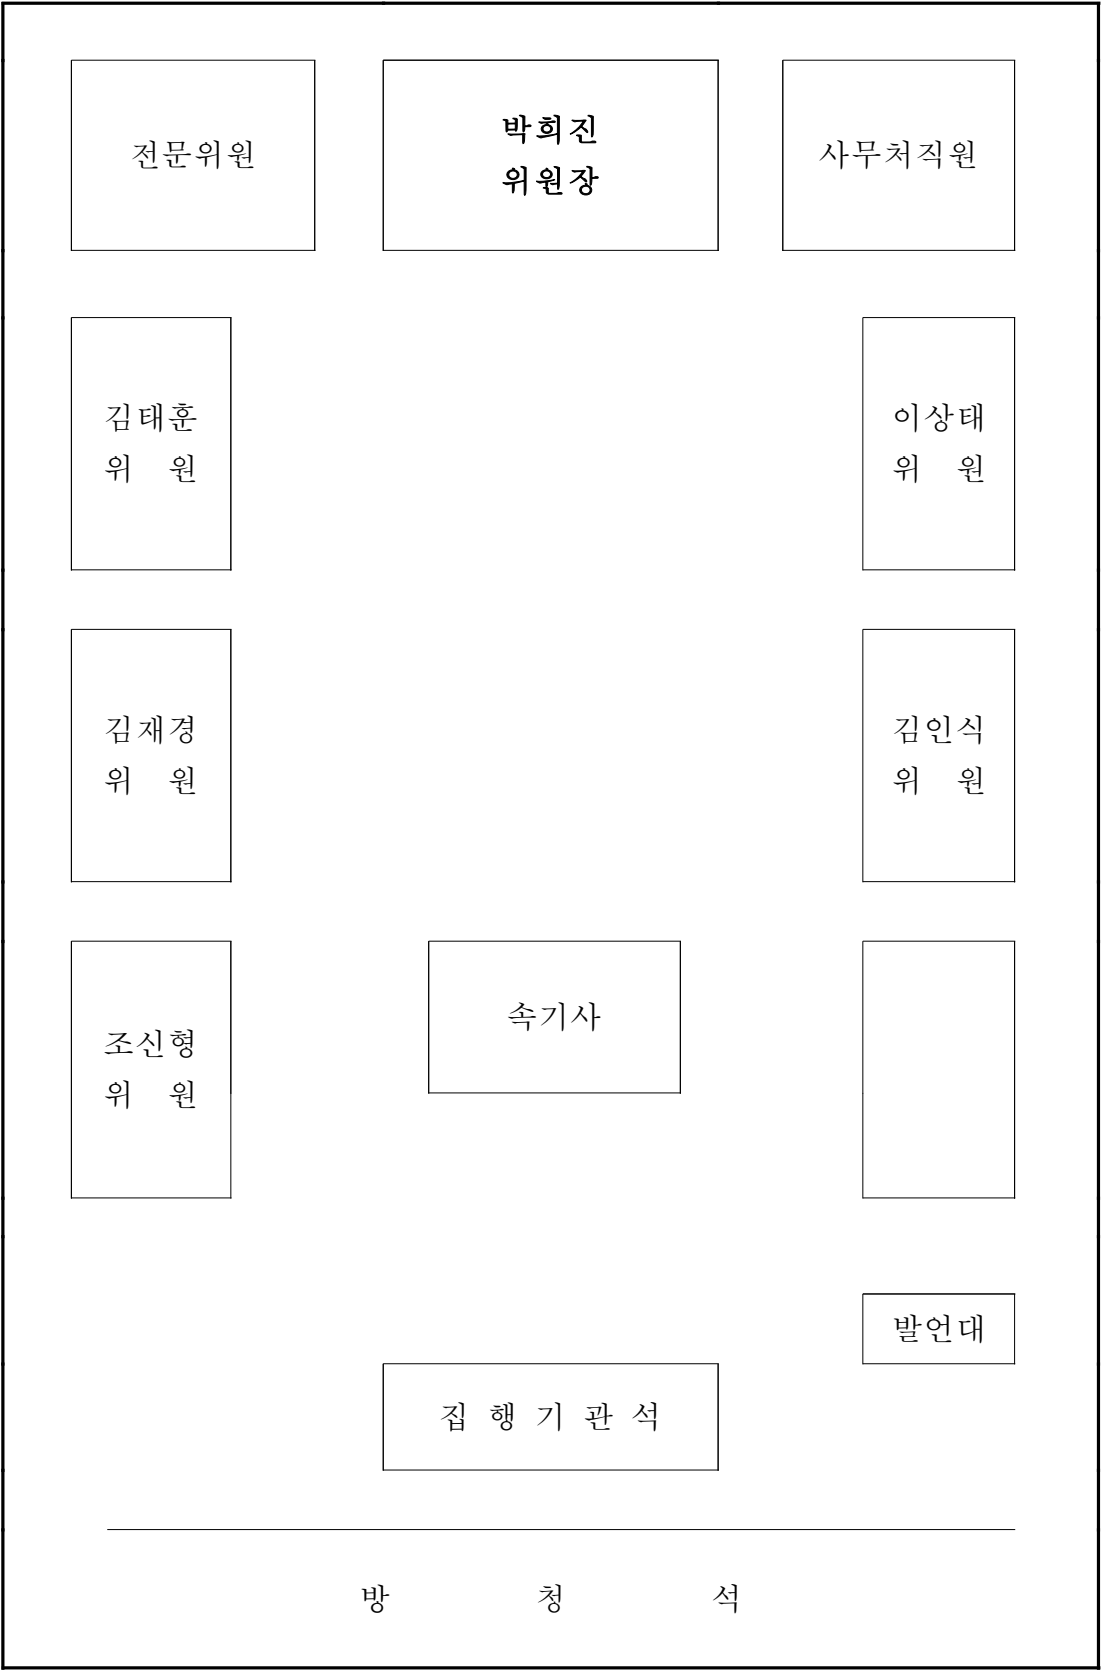 전문위원
박희진
위원장
사무처직원
김태훈
위 원
이상태
위 원
김재경
위 원
김인식
위 원
조신형
위 원
속기사
발언대
집 행 기 관 석
방 청 석